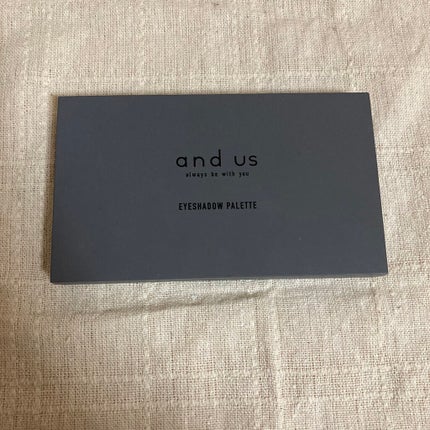 and us
always be with you
EYESHADOW PALETTE